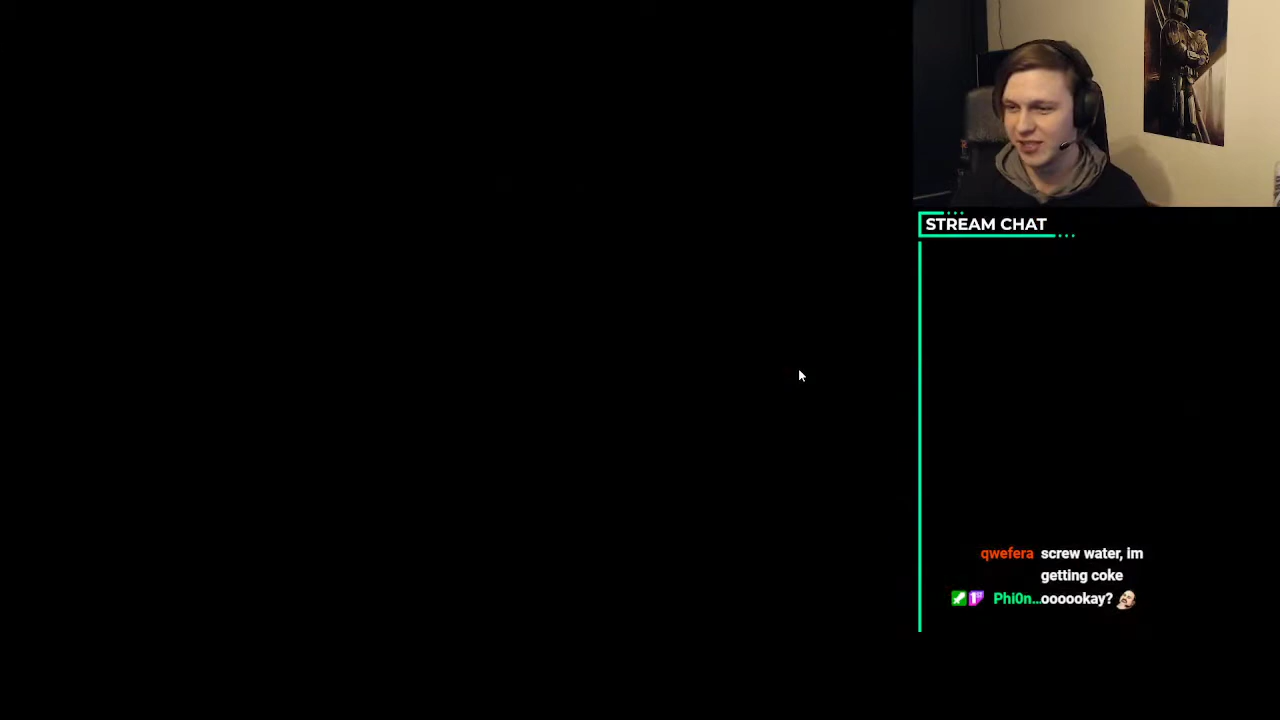 STREAM CHAT
qwefera screw water, im
getting coke
Phi0n...oooookay?